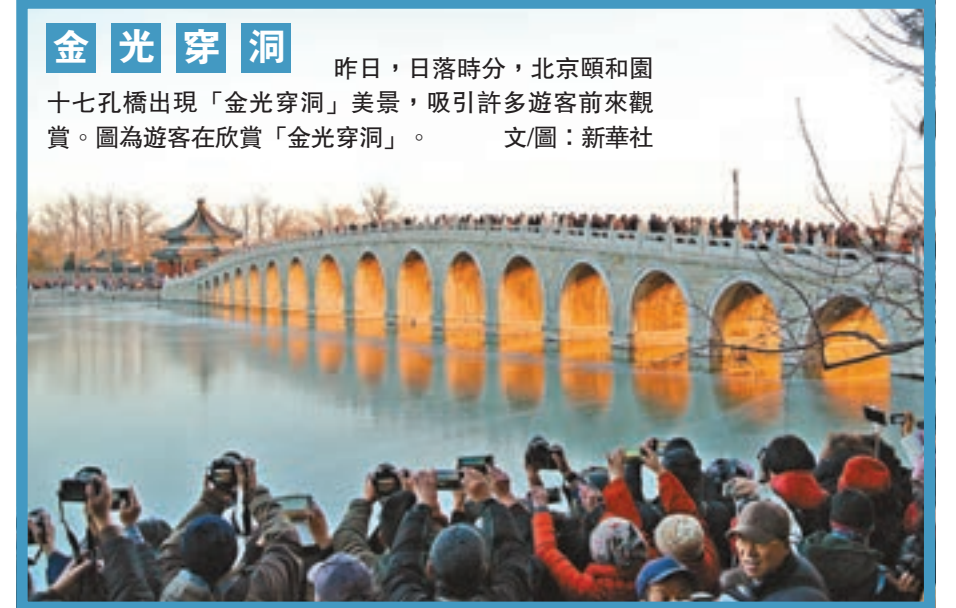 金光穿洞
昨日，日落時分，北京頤和園
十七孔橋出現「金光穿洞」美景，吸引許多遊客前來觀
賞。圖為遊客在欣賞「金光穿洞」。 文/圖：新華社